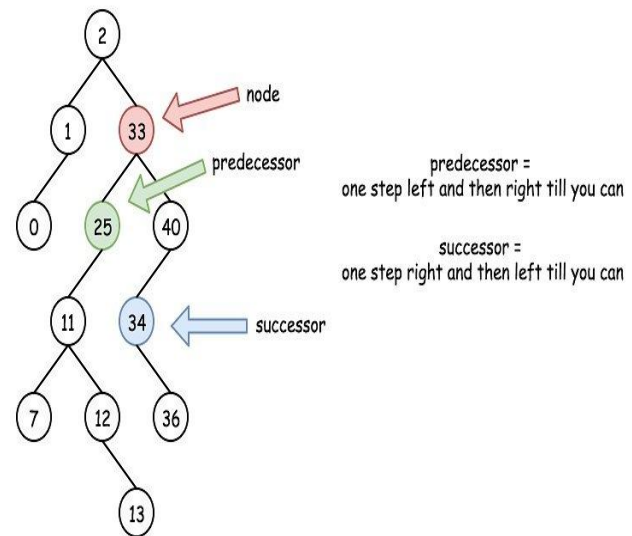 2
node
1
33
predecessor
predecessor =
one step left and then right till you can
0
25
40
successor =
one step right and then left till you can
11
34
successor
7
12
36
13